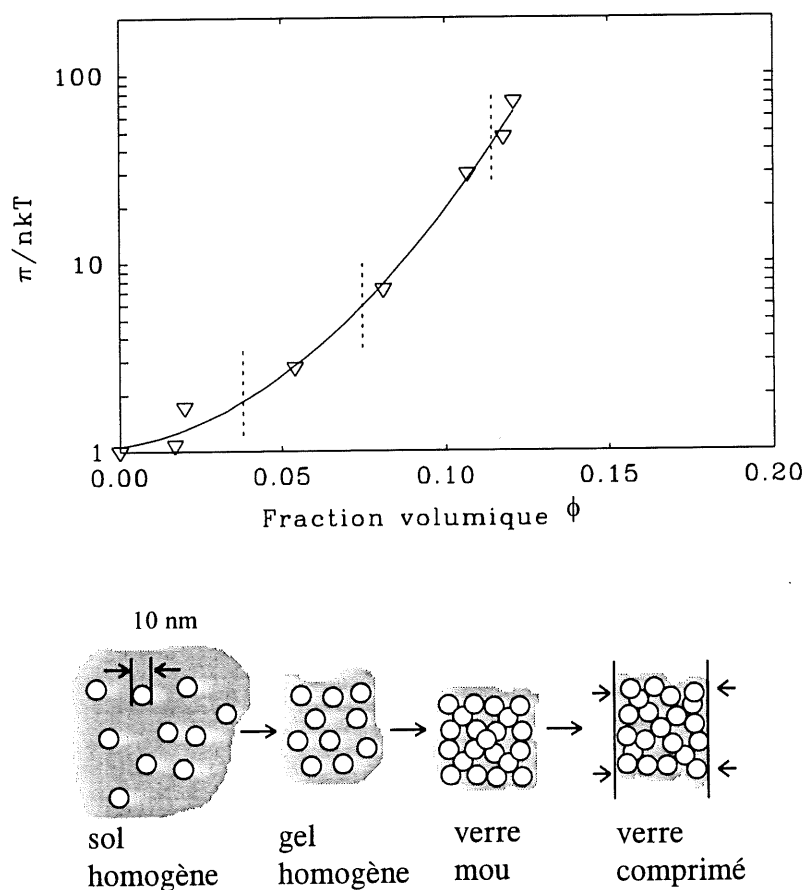 100
10
1
π/nkT
0.00 0.05 0.10 0.15 0.20
Fraction volumique ϕ
10 nm
sol
homogène
gel
homogène
verre
mou
verre
comprimé